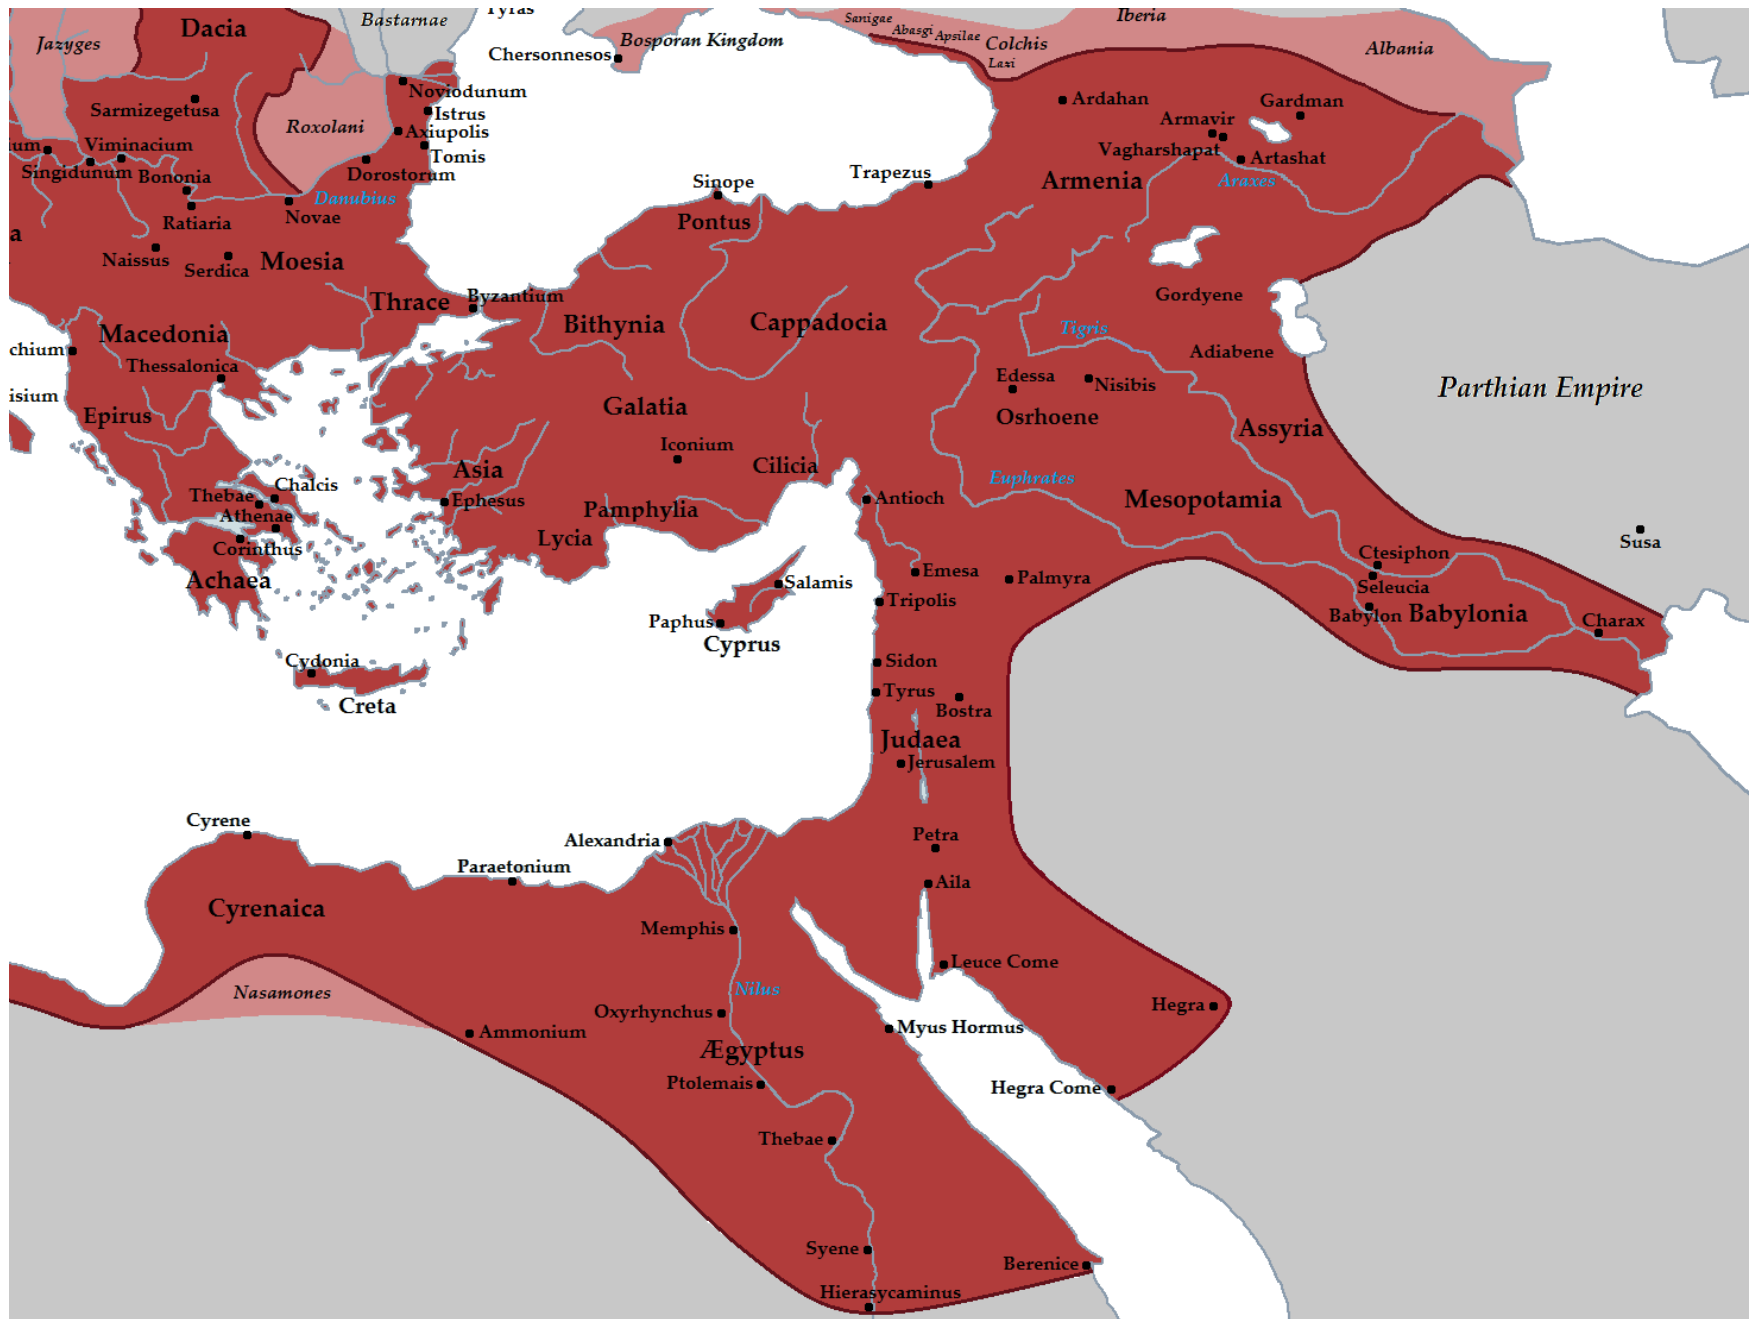 Dacia
Bastarnae
Tyras
Sanigae
Abasgi
Apsilae
Iberia
Jazyges
Bosporan Kingdom
Colchis
Lazi
Albania
Chersonnesos
Sarmizegetusa
Noviodunum
Ardahan
Gardman
Istrus
Roxolani
Axiupolis
Armavir
ium
Viminacium
Tomis
Vagharshapat
Artashat
Singidunum
Bononia
Dorostorum
Sinope
Trapezus
Armenia
Araxes
Danubius
Ratiaria
Novae
Pontus
a
Naissus
Serdica
Moesia
Thrace
Byzantium
Gordyene
Macedonia
Bithynia
Cappadocia
Tigris
chium
Thessalonica
Adiabene
isium
Edessa
Nisibis
Parthian Empire
Epirus
Galatia
Osrhoene
Assyria
Iconium
Asia
Cilicia
Euphrates
Thebae
Chalcis
Ephesus
Antioch
Mesopotamia
Athenae
Pamphylia
Corinthus
Lycia
Ctesiphon
Susa
Achaea
Salamis
Emesa
Palmyra
Seleucia
Tripolis
Babylon
Babylonia
Charax
Paphus
Cyprus
Cydonia
Sidon
Creta
Tyrus
Bostra
Judaea
Jerusalem
Cyrene
Alexandria
Petra
Paraetonium
Aila
Cyrenaica
Memphis
Leuce Come
Nasamones
Nilus
Hegra
Oxyrhynchus
Ammonium
Myus Hormus
Ægyptus
Ptolemais
Hegra Come
Thebae
Syene
Berenice
Hierasycaminus